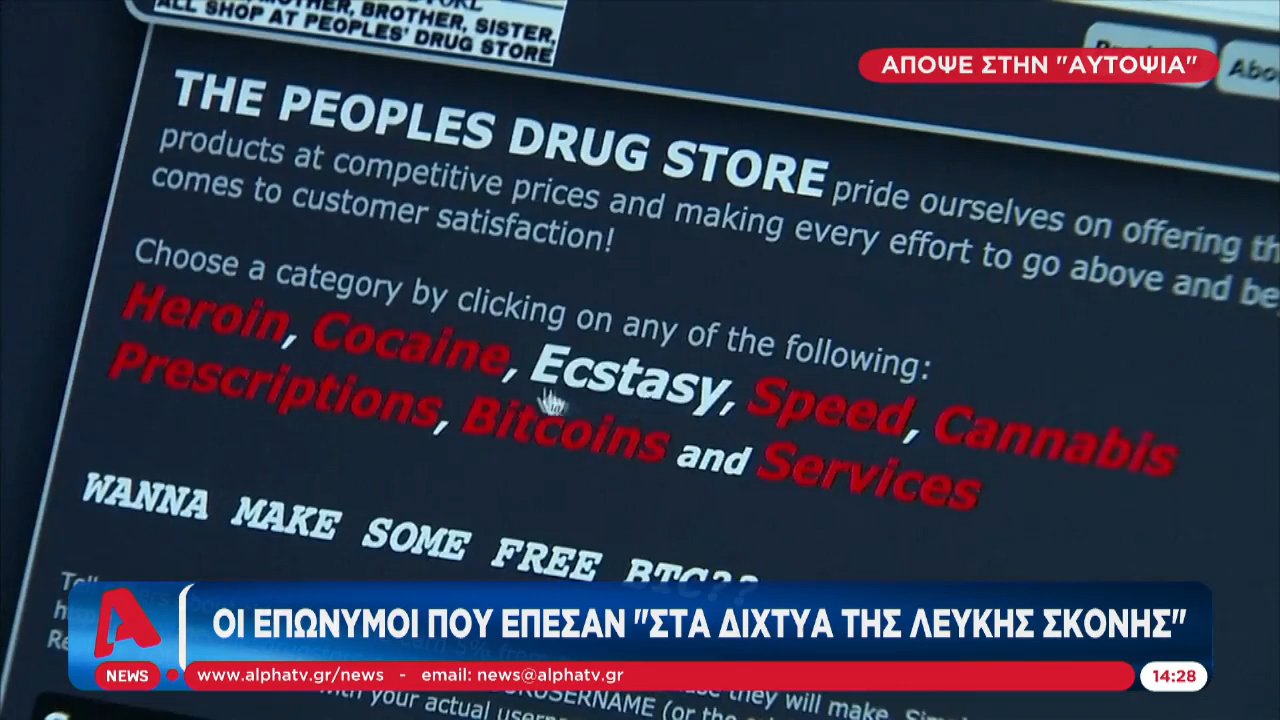 MOTHER, BROTHER, SISTER,
ALL SHOP AT PEOPLES' DRUG STORE
ΑΠΟΨΕ ΣΤΗΝ "ΑΥΤΟΨΙΑ"
THE PEOPLES DRUG STORE pride ourselves on offering
products at competitive prices and making every effort to go above and
comes to customer satisfaction!
Choose a category by clicking on any of the following:
Heroin, Cocaine, Ecstasy, Speed, Cannabis
Prescriptions, Bitcoins and Services
WANNA MAKE SOME FREE BTC??
ΟΙ ΕΠΩΝΥΜΟΙ ΠΟΥ ΕΠΕΣΑΝ "ΣΤΑ ΔΙΧΤΥΑ ΤΗΣ ΛΕΥΚΗΣ ΣΚΟΝΗΣ"
NEWS www.alphatv.gr/news - email: news@alphatv.gr 14:28
they will make.
with your actual (or the